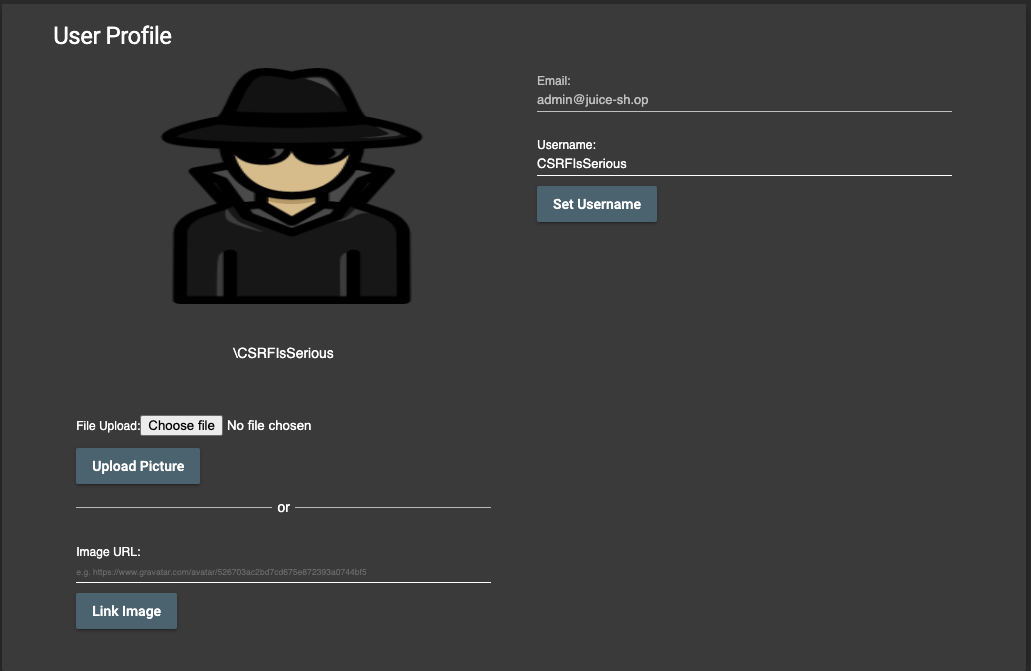 User Profile
Email:
admin@juice-sh.op
Username:
CSRFIsSerious
Set Username
\CSRFIsSerious
File Upload: Choose file No file chosen
Upload Picture
or
Image URL:
e.g. https://www.gravatar.com/avatar/526703ac2bd7cd675e872393a0744bf5
Link Image